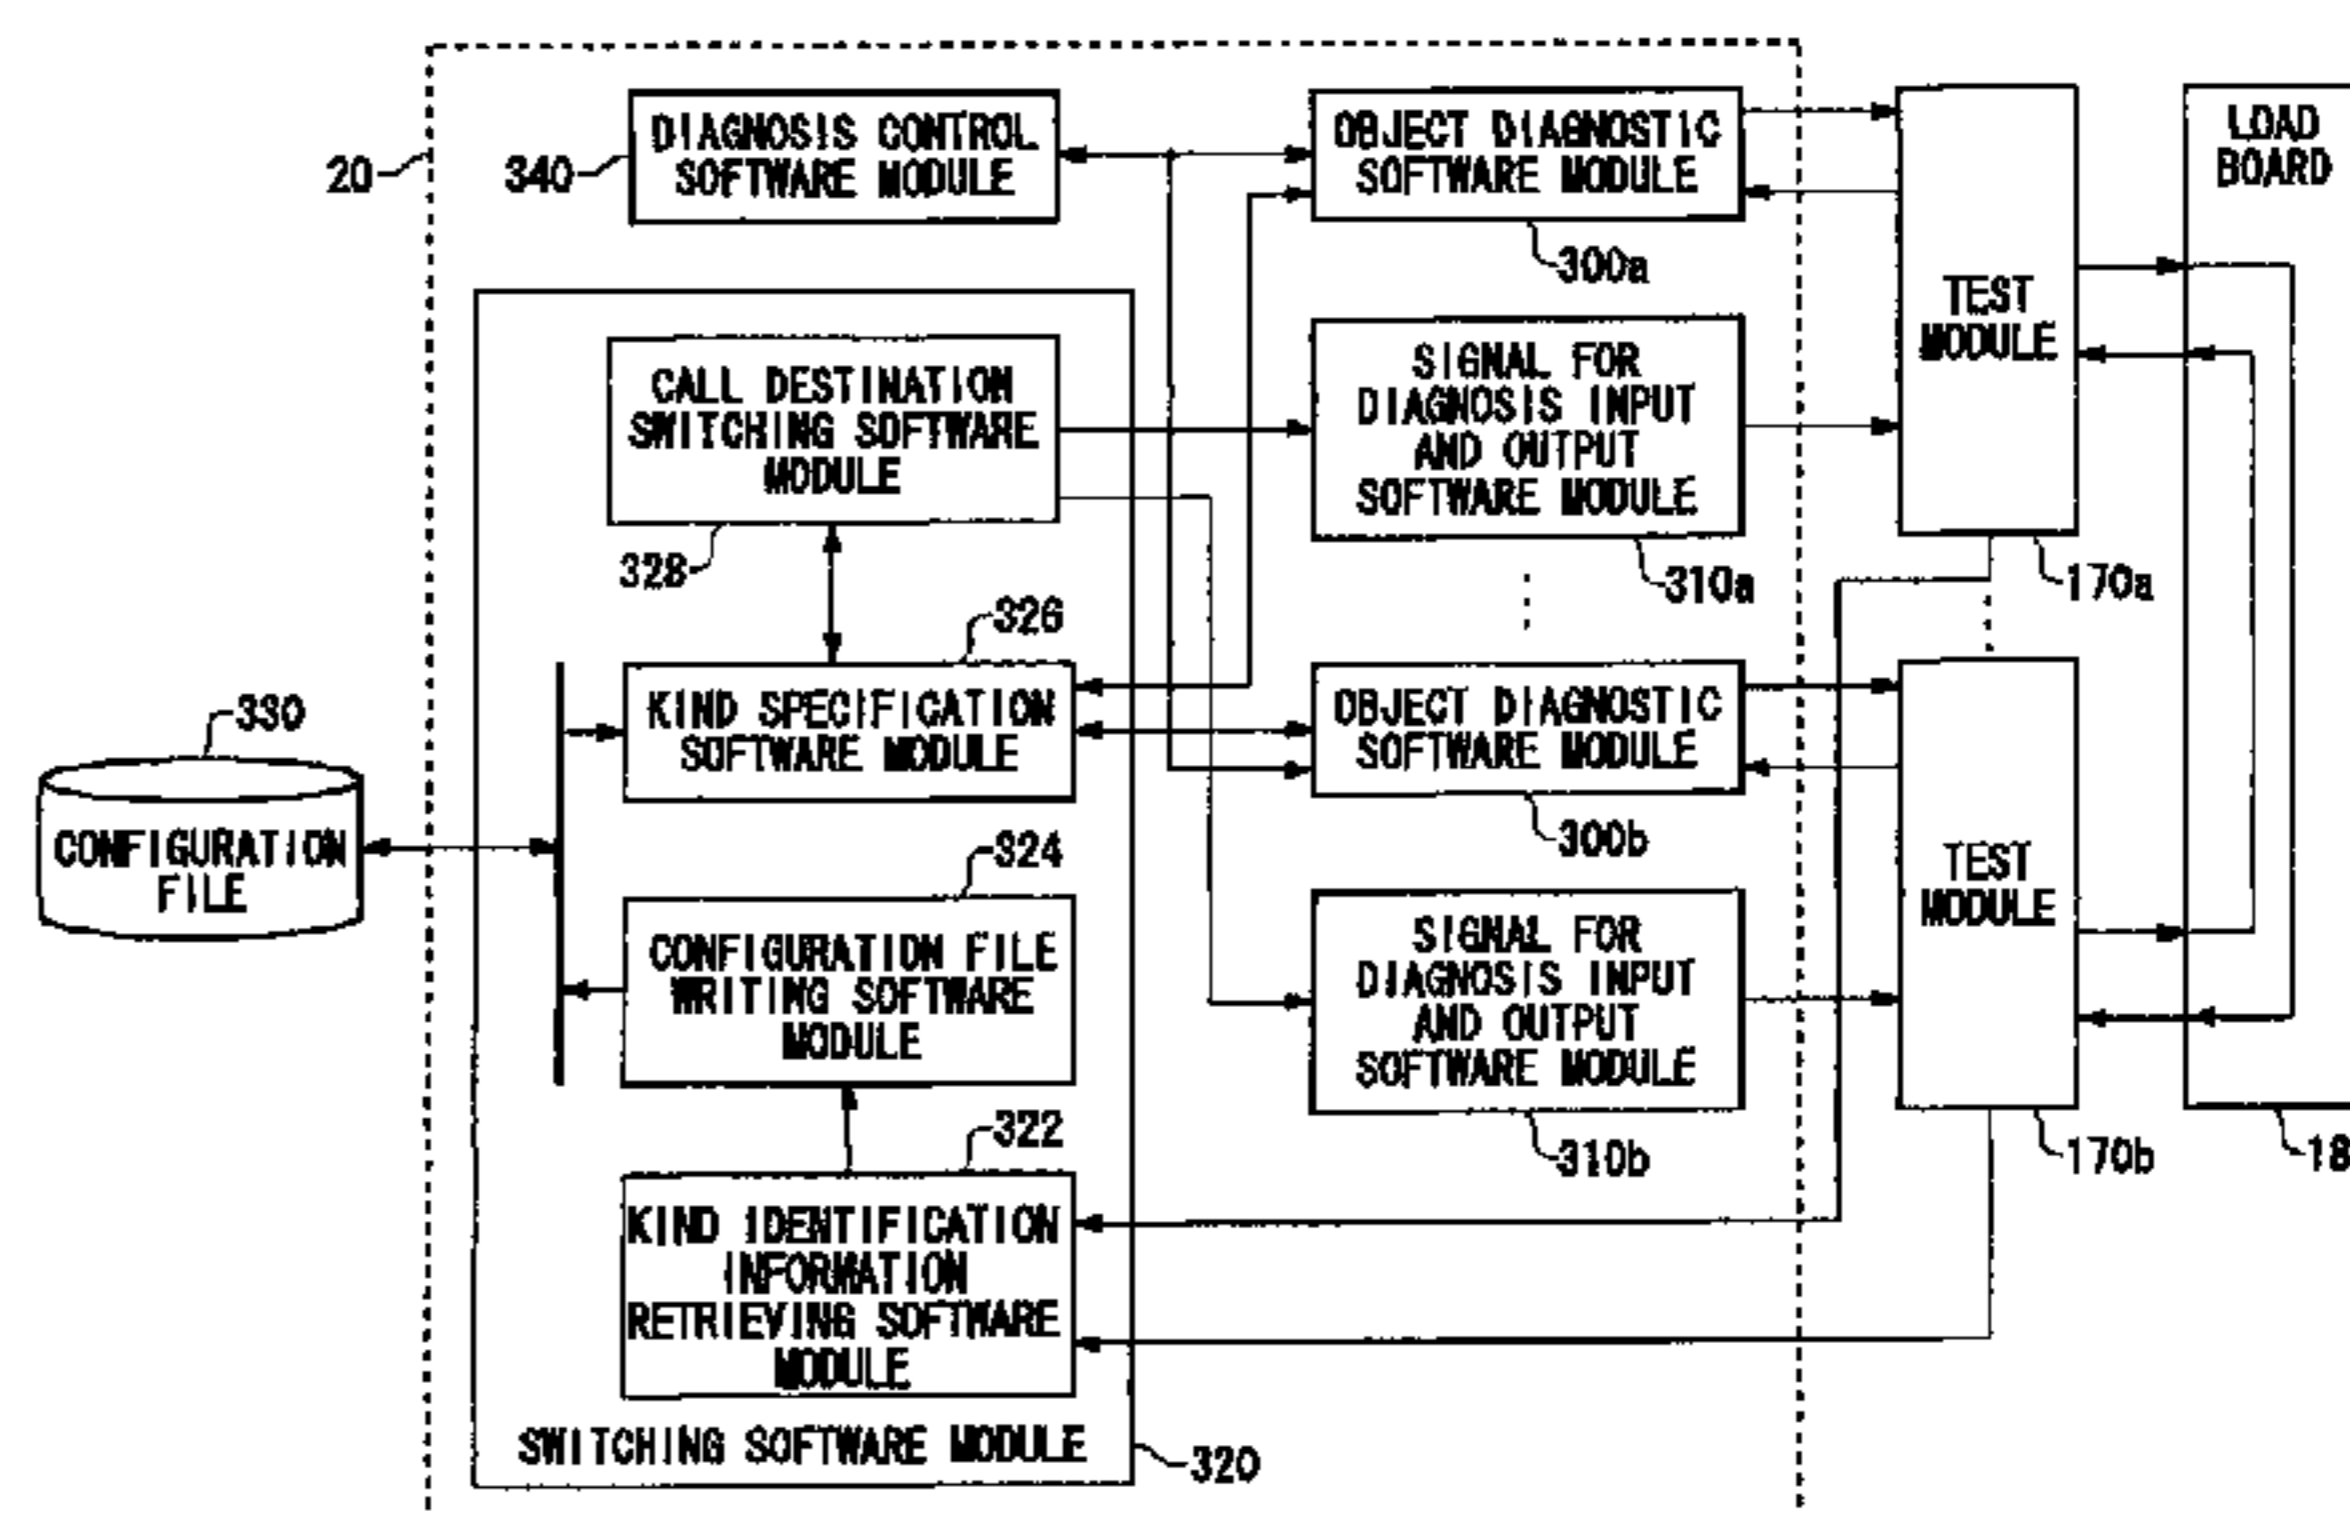 20
340
DIAGNOSIS CONTROL
SOFTWARE MODULE
OBJECT DIAGNOSTIC
SOFTWARE MODULE
300a
LOAD
BOARD
TEST
MODULE
170a
CALL DESTINATION
SWITCHING SOFTWARE
MODULE
328
SIGNAL FOR
DIAGNOSIS INPUT
AND OUTPUT
SOFTWARE MODULE
310a
326
KIND SPECIFICATION
SOFTWARE MODULE
OBJECT DIAGNOSTIC
SOFTWARE MODULE
300b
330
CONFIGURATION
FILE
324
CONFIGURATION FILE
WRITING SOFTWARE
MODULE
SIGNAL FOR
DIAGNOSIS INPUT
AND OUTPUT
SOFTWARE MODULE
310b
TEST
MODULE
170b
18
322
KIND IDENTIFICATION
INFORMATION
RETRIEVING SOFTWARE
MODULE
SWITCHING SOFTWARE MODULE
320